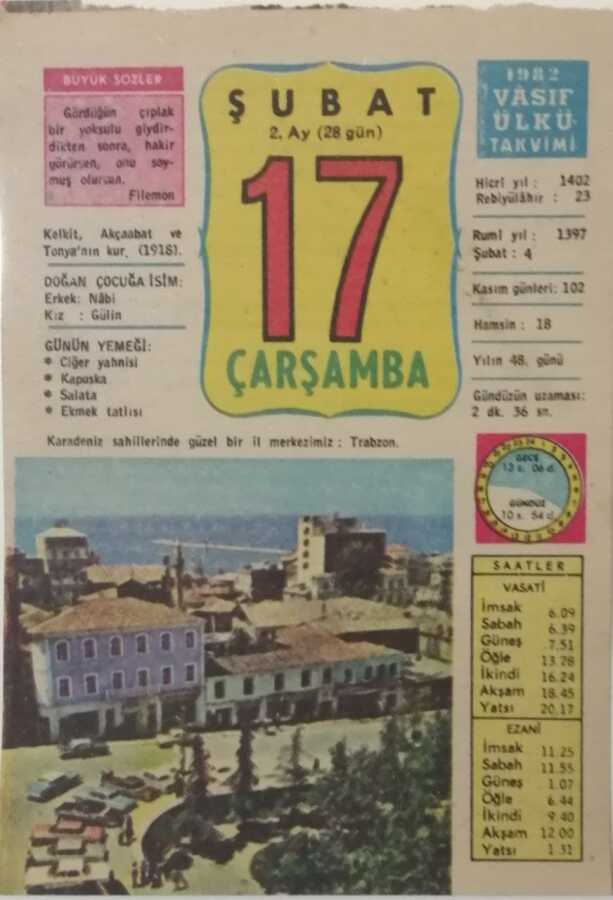 BÜYÜK SÖZLER
Gördüğün çıplak
bir yoksulu giydir-
dikten sonra, hakir
görürsen, onu soy-
muş olursun.
Filemon
Kelkit, Akçaabat ve
Tonya'nın kur. (1918).
DOĞAN ÇOCUĞA İSİM:
Erkek: Nâbi
Kız : Gülin
GÜNÜN YEMEĞİ:
* Ciğer yahnisi
* Kapuska
* Salata
* Ekmek tatlısı
ŞUBAT
2. Ay (28 gün)
17
ÇARŞAMBA
1982
VÂSIF
ÜLKÜ
TAKVİMİ
Hicrî yıl : 1402
Rebiyülâhır : 23
Rumî yıl : 1397
Şubat : 4
Kasım günleri: 102
Hamsin : 18
Yılın 48. günü
Gündüzün uzaması:
2 dk. 36 sn.
Karadeniz sahillerinde güzel bir il merkezimiz : Trabzon.
GECE
13 s. 06 d.
GÜNDÜZ
10 s. 54 d.
SAATLER
VASATİ
İmsak 6.09
Sabah 6.39
Güneş 7.51
Öğle 13.28
İkindi 16.24
Akşam 18.45
Yatsı 20.17
EZANİ
İmsak 11.25
Sabah 11.55
Güneş 1.07
Öğle 6.44
İkindi 9.40
Akşam 12.00
Yatsı 1.31